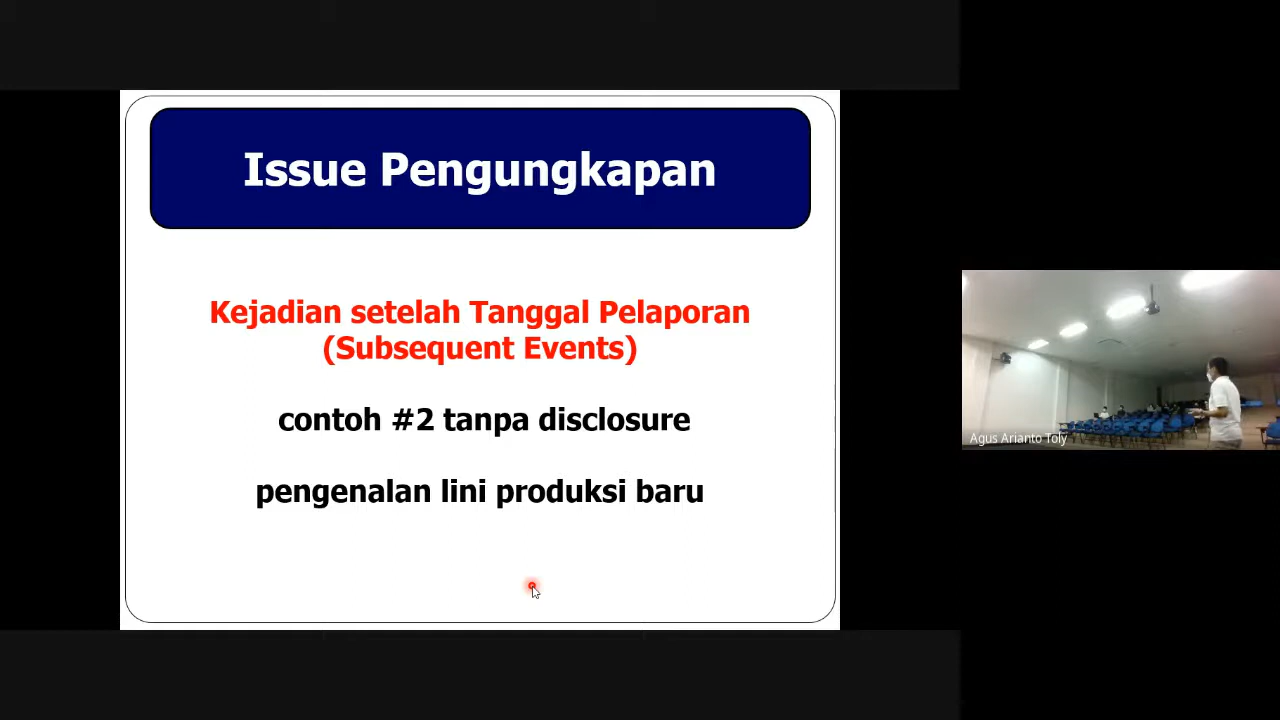 Issue Pengungkapan
Kejadian setelah Tanggal Pelaporan
(Subsequent Events)
contoh #2 tanpa disclosure
pengenalan lini produksi baru
Agus Arianto Toly